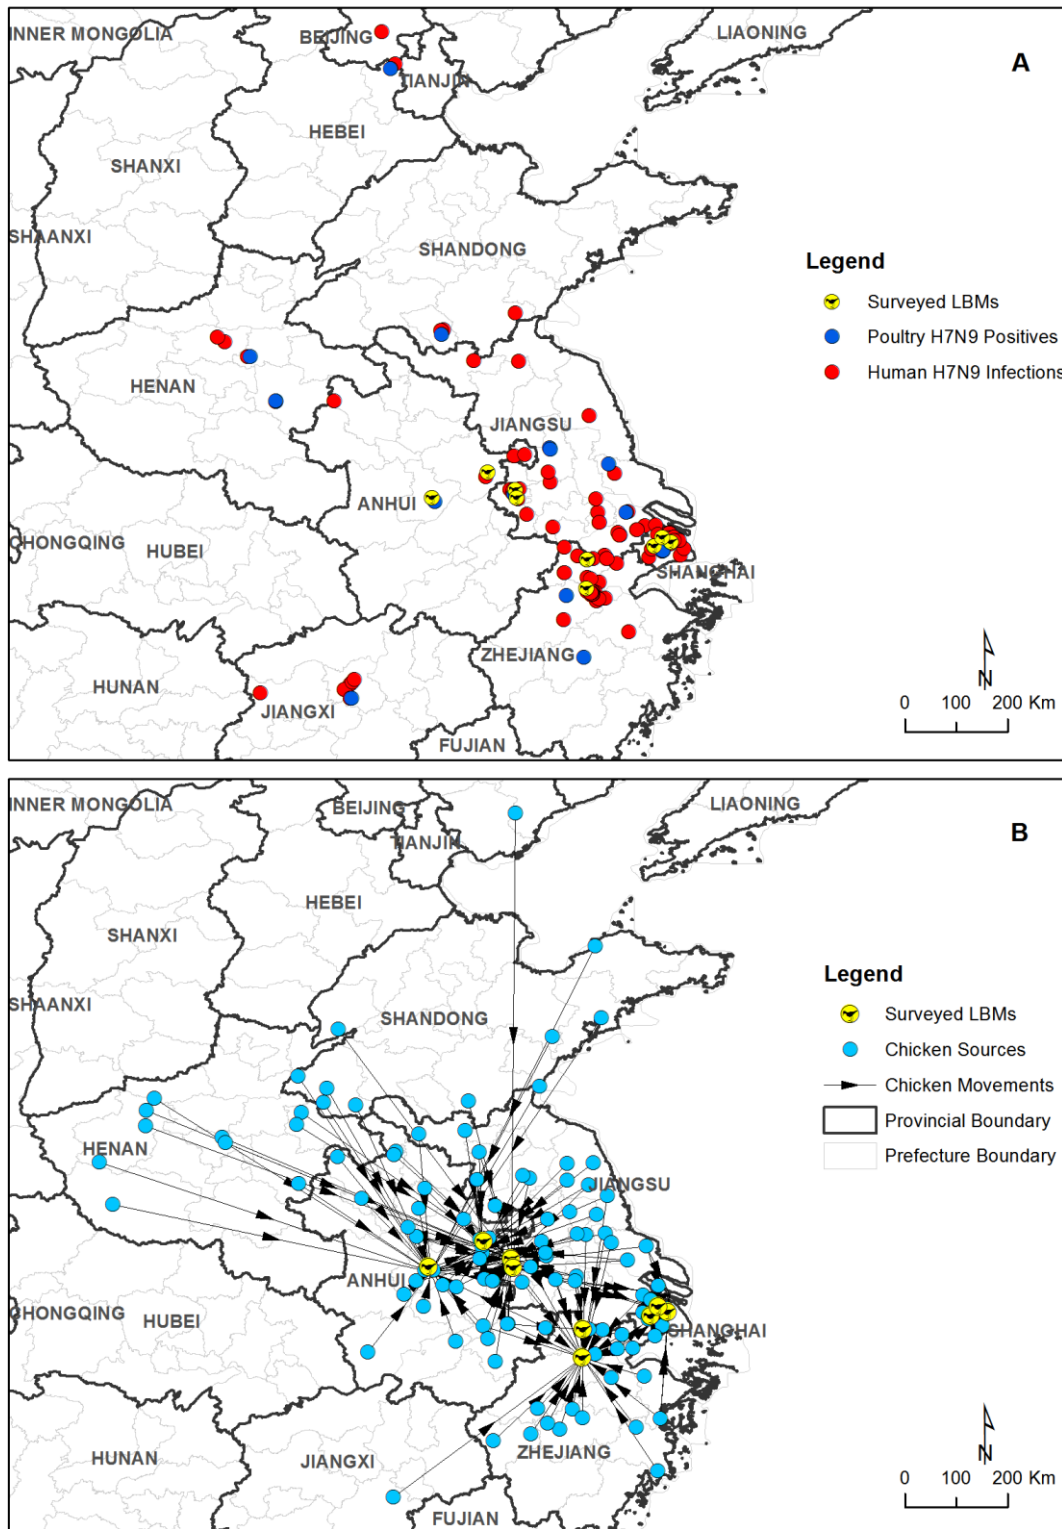 INNER MONGOLIA
BEIJING
LIAONING
A
TIANJIN
HEBEI
SHANXI
SHAANXI
SHANDONG
Legend
Surveyed LBMs
Poultry H7N9 Positives
Human H7N9 Infections
HENAN
JIANGSU
ANHUI
CHONGQING
HUBEI
SHANGHAI
ZHEJIANG
HUNAN
JIANGXI
FUJIAN
N
0 100 200 Km
INNER MONGOLIA
BEIJING
LIAONING
B
TIANJIN
HEBEI
SHANXI
Legend
SHAANXI
SHANDONG
Surveyed LBMs
Chicken Sources
Chicken Movements
Provincial Boundary
HENAN
Prefecture Boundary
JIANGSU
ANHUI
CHONGQING
HUBEI
SHANGHAI
ZHEJIANG
HUNAN
JIANGXI
N
0 100 200 Km
FUJIAN